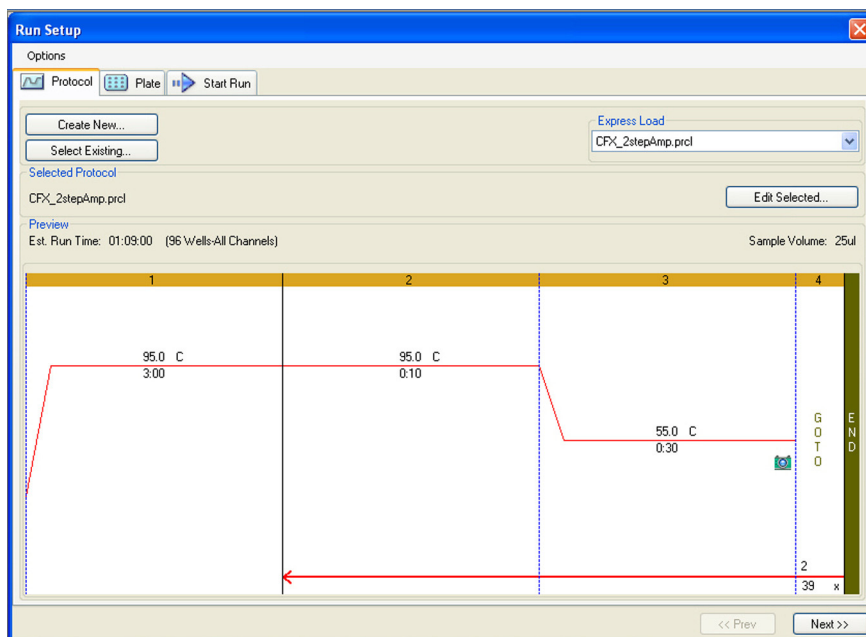 Run Setup
Options
Protocol Plate Start Run
Create New...
Select Existing...
Express Load
CFX_2stepAmp.prcl
Selected Protocol
CFX_2stepAmp.prcl
Edit Selected...
Preview
Est. Run Time: 01:09:00 (96 Wells-All Channels) Sample Volume: 25ul
1 2 3 4
95.0 C 95.0 C
3:00 0:10
55.0 C
0:30
GOTO
END
2
39 x
<< Prev Next >>